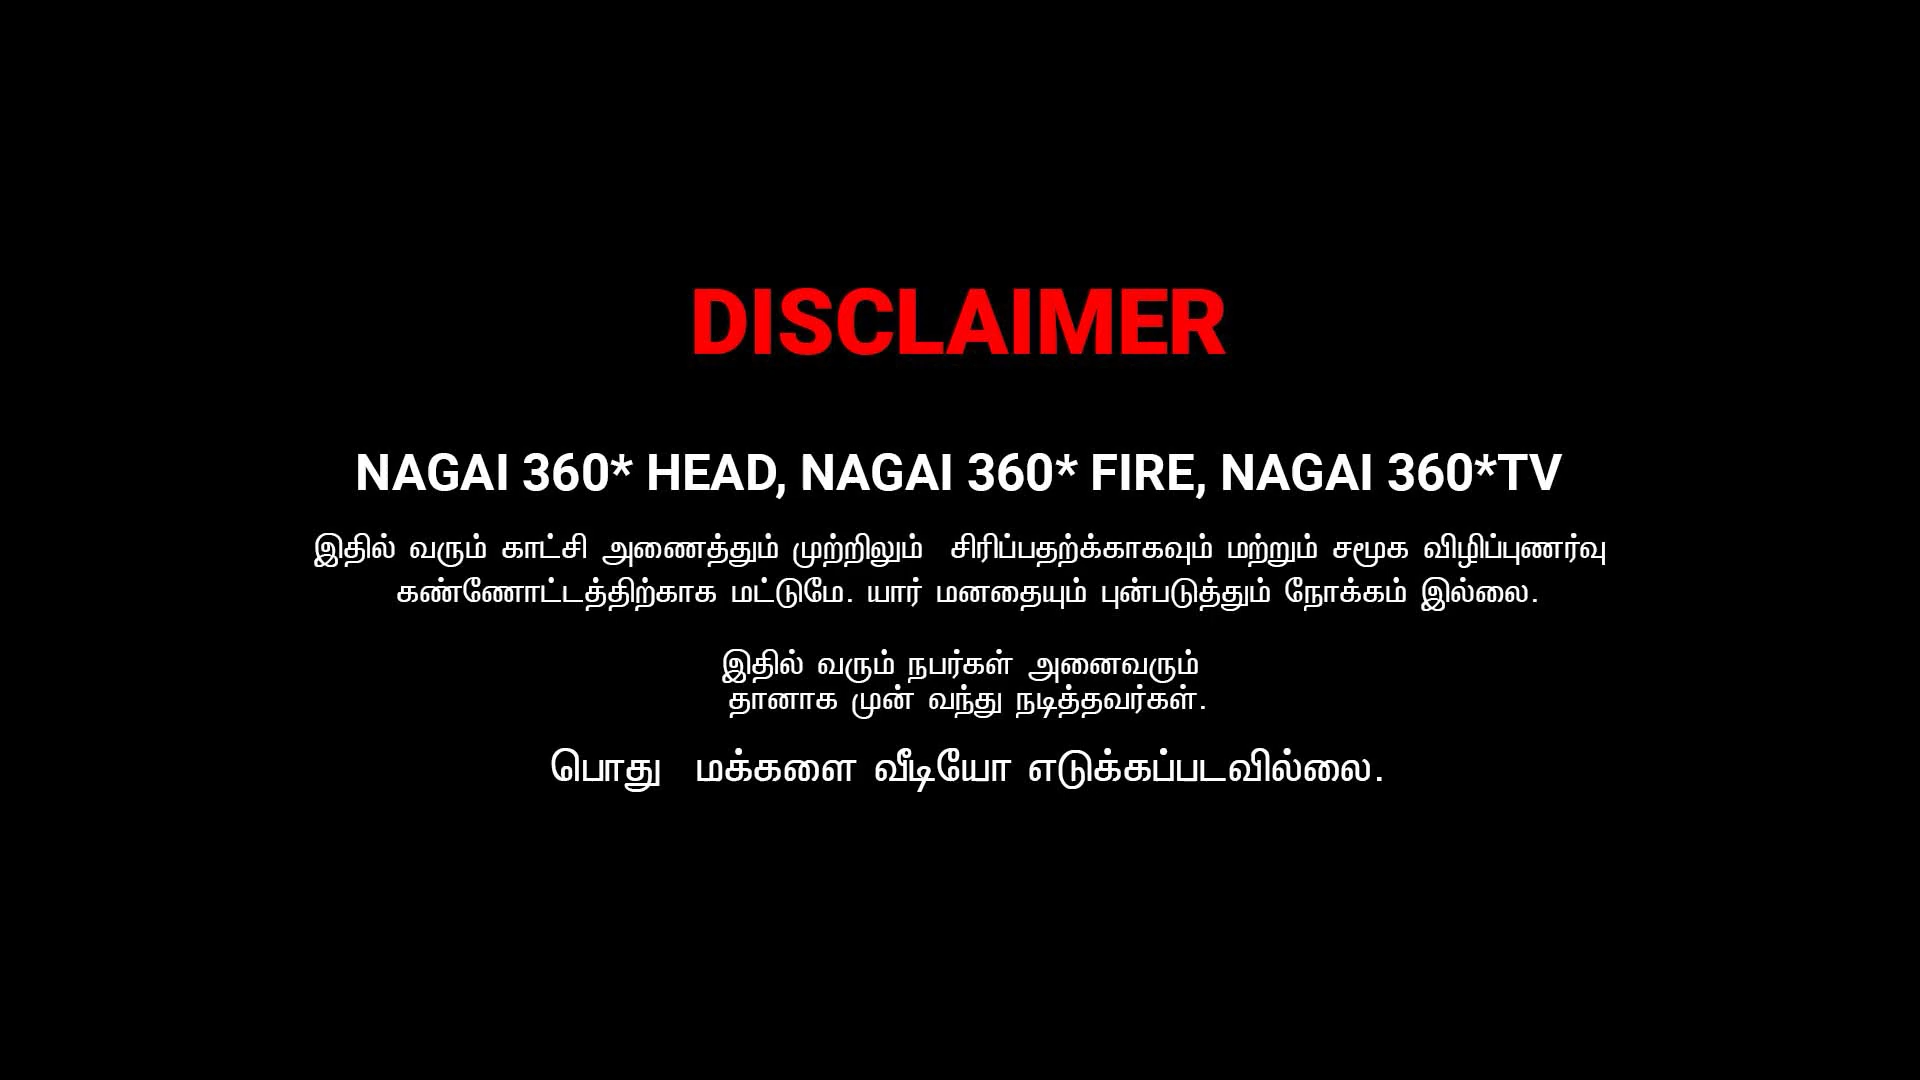 DISCLAIMER
NAGAI 360* HEAD, NAGAI 360* FIRE, NAGAI 360*TV
இதில் வரும் காட்சி அணைத்தும் முற்றிலும் சிரிப்பதற்க்காகவும் மற்றும் சமூக விழிப்புணர்வு
கண்ணோட்டத்திற்காக மட்டுமே. யார் மனதையும் புன்படுத்தும் நோக்கம் இல்லை.
இதில் வரும் நபர்கள் அனைவரும்
தானாக முன் வந்து நடித்தவர்கள்.
பொது மக்களை வீடியோ எடுக்கப்படவில்லை.